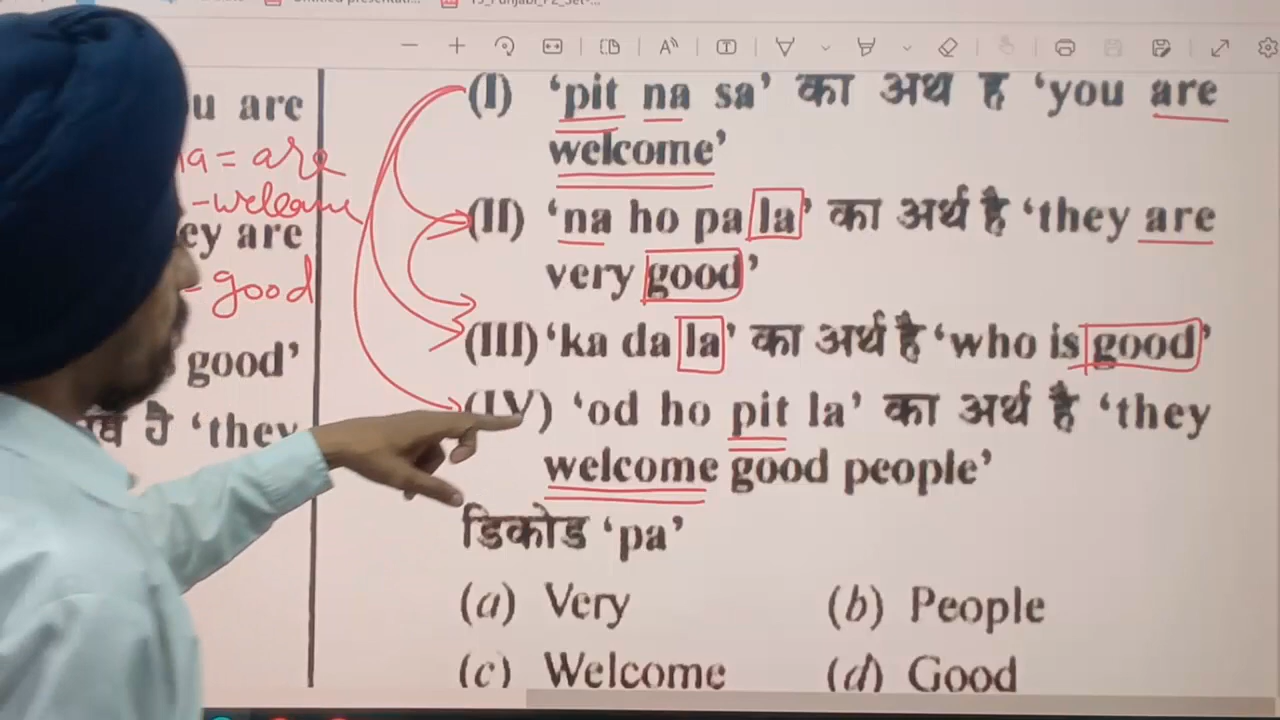 (I) ‘pit na sa’ का अर्थ है ‘you are
welcome’
(II) ‘na ho pa la’ का अर्थ है ‘they are
very good’
(III) ‘ka da la’ का अर्थ है ‘who is good’
(IV) ‘od ho pit la’ का अर्थ है ‘they
welcome good people’
डिकोड ‘pa’
(a) Very (b) People
(c) Welcome (d) Good
are
= are
-welcome
are
- good
good’
है ‘they